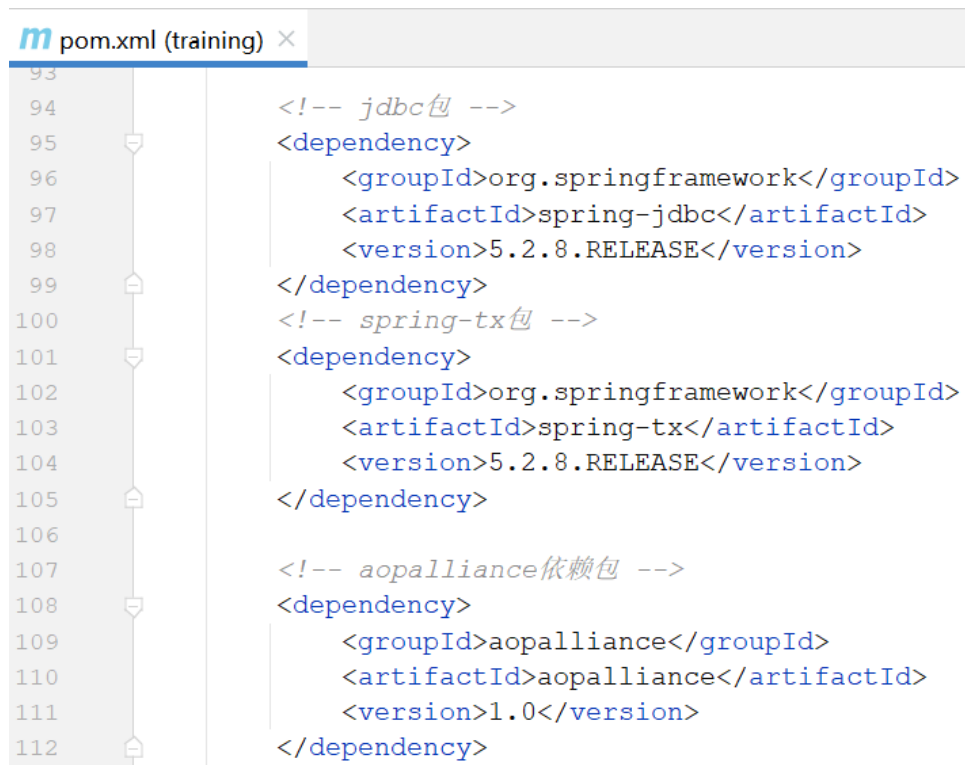 m pom.xml (training) ×
93
94 <!-- jdbc包 -->
95 <dependency>
96 <groupId>org.springframework</groupId>
97 <artifactId>spring-jdbc</artifactId>
98 <version>5.2.8.RELEASE</version>
99 </dependency>
100 <!-- spring-tx包 -->
101 <dependency>
102 <groupId>org.springframework</groupId>
103 <artifactId>spring-tx</artifactId>
104 <version>5.2.8.RELEASE</version>
105 </dependency>
106
107 <!-- aopalliance依赖包 -->
108 <dependency>
109 <groupId>aopalliance</groupId>
110 <artifactId>aopalliance</artifactId>
111 <version>1.0</version>
112 </dependency>